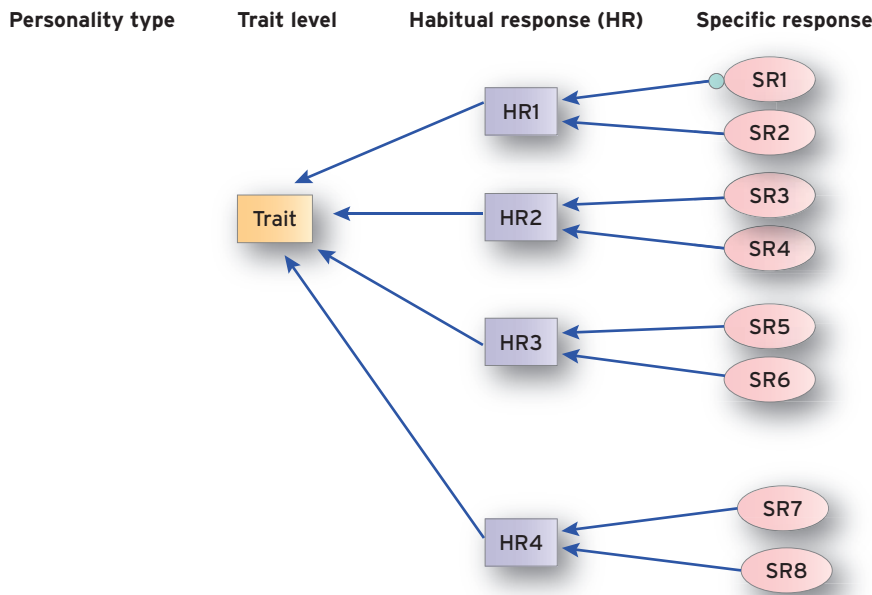 Personality type Trait level Habitual response (HR) Specific response
SR1
HR1
SR2
SR3
Trait HR2
SR4
SR5
HR3
SR6
SR7
HR4
SR8